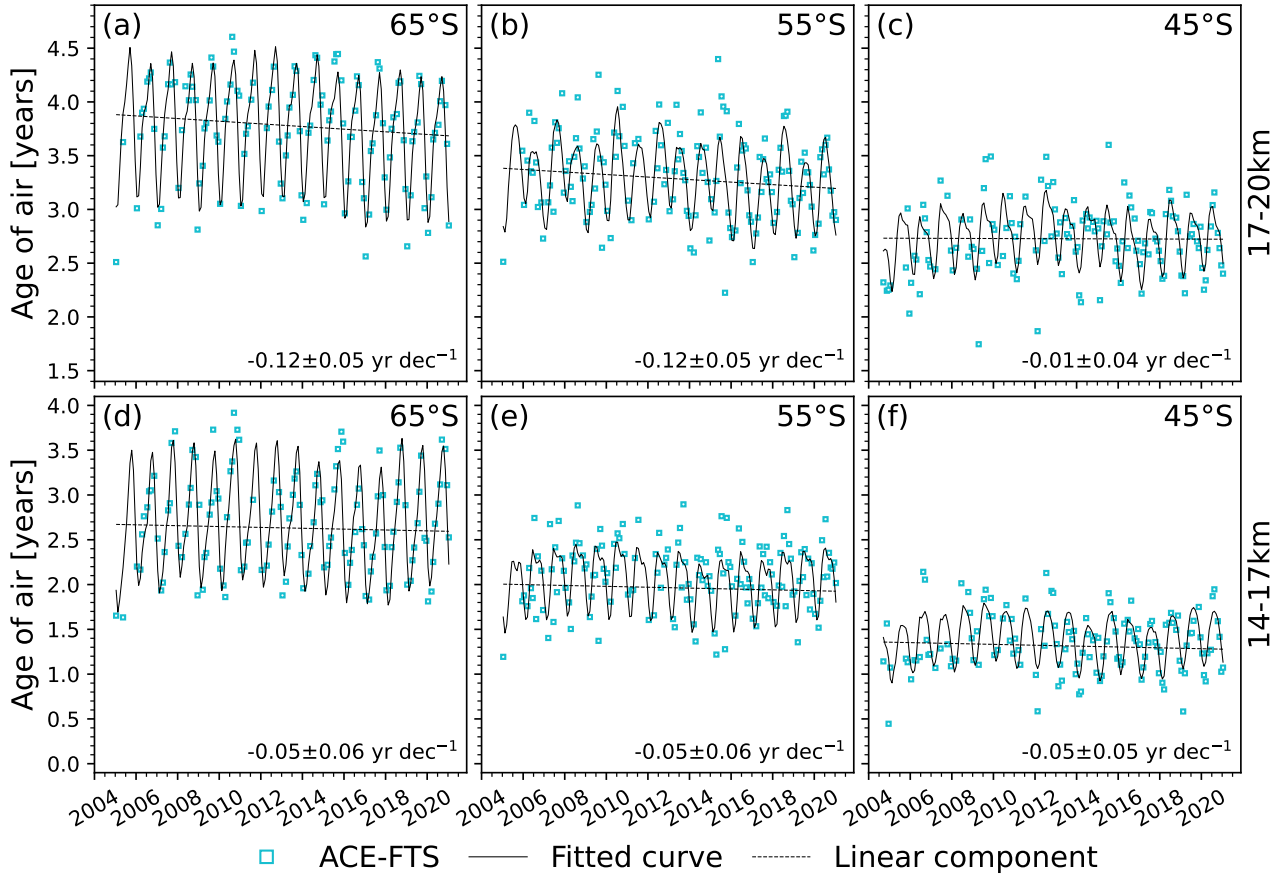 (a) 65°S (b) 55°S (c) 45°S
4.5
4.0
3.5
3.0
2.5
2.0
1.5
Age of air [years]
-0.12±0.05 yr dec⁻¹ -0.12±0.05 yr dec⁻¹ -0.01±0.04 yr dec⁻¹
17-20km
(d) 65°S (e) 55°S (f) 45°S
4.0
3.5
3.0
2.5
2.0
1.5
1.0
0.5
0.0
Age of air [years]
-0.05±0.06 yr dec⁻¹ -0.05±0.06 yr dec⁻¹ -0.05±0.05 yr dec⁻¹
14-17km
2004 2006 2008 2010 2012 2014 2016 2018 2020 2004 2006 2008 2010 2012 2014 2016 2018 2020 2004 2006 2008 2010 2012 2014 2016 2018 2020
ACE-FTS Fitted curve Linear component